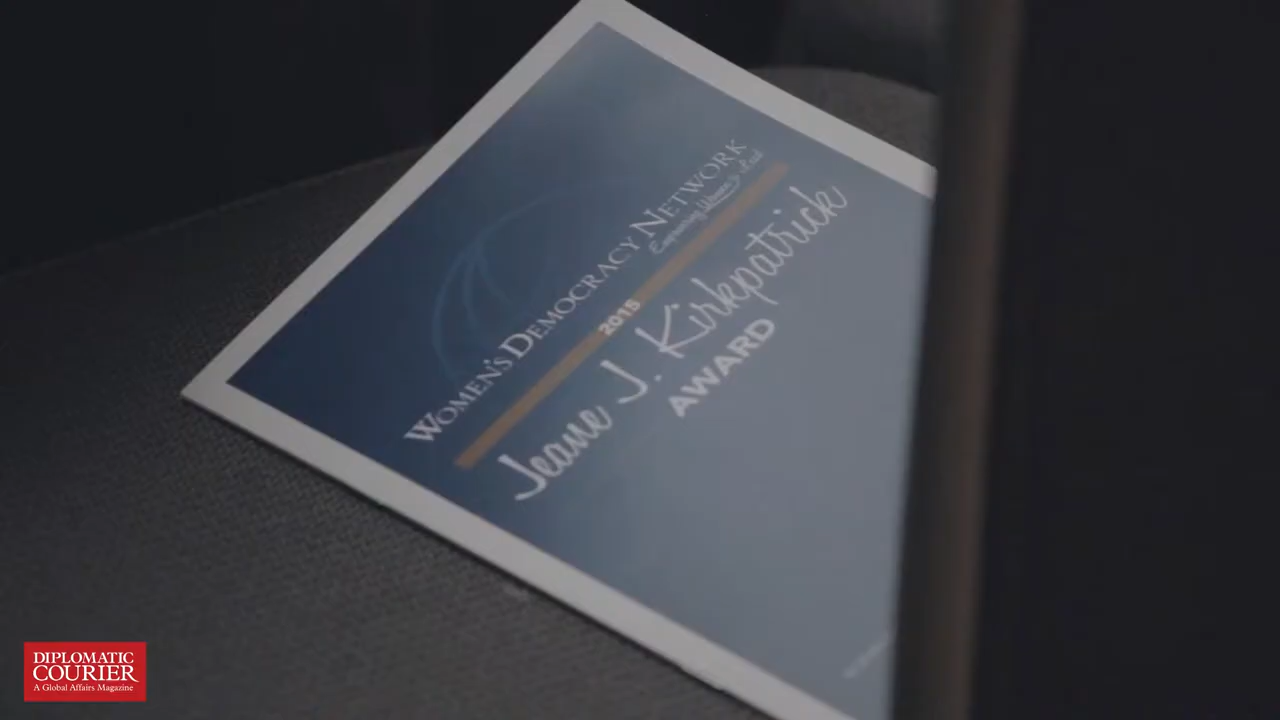 WOMEN'S DEMOCRACY NETWORK
Empowering Women to Lead
2015
Jeane J. Kirkpatrick
AWARD
DIPLOMATIC
COURIER
A Global Affairs Magazine